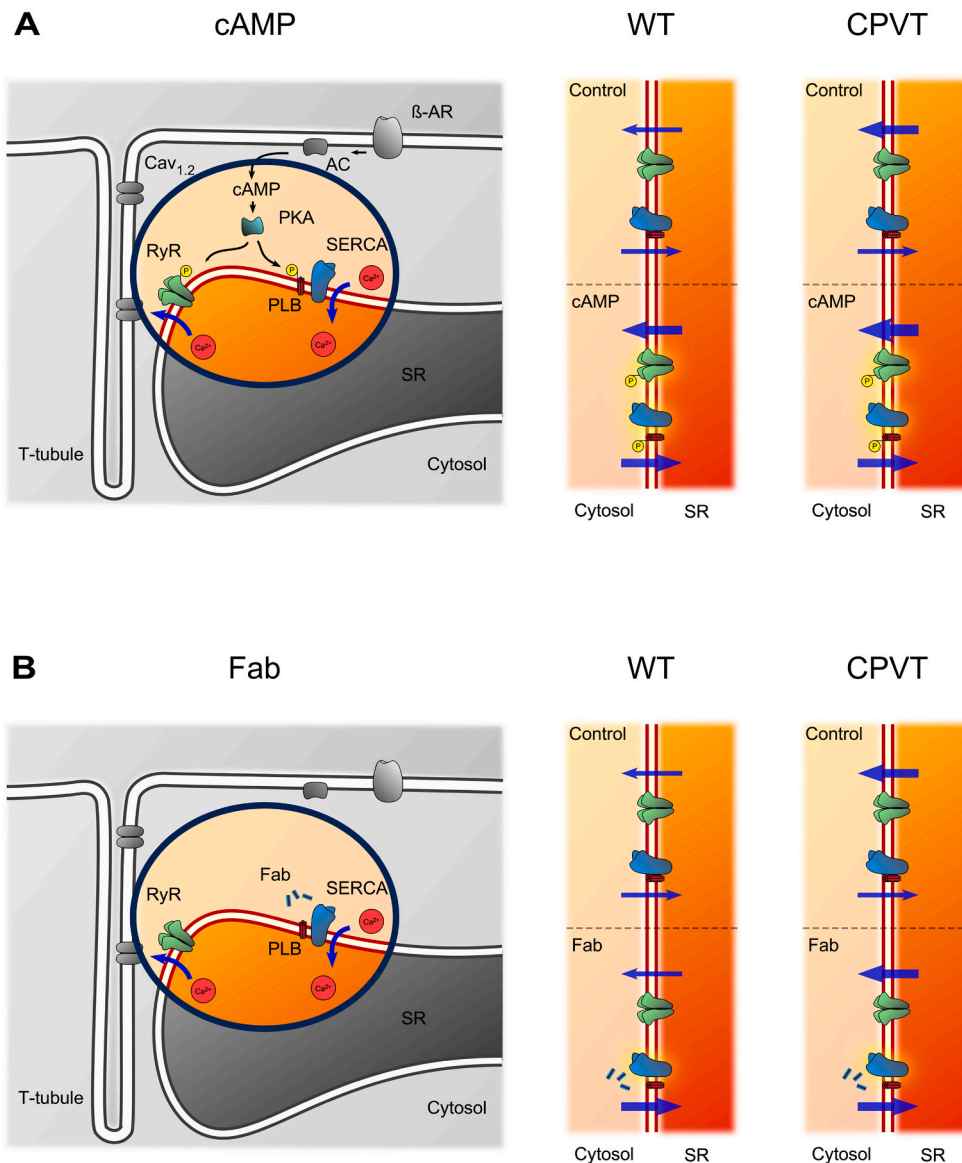 A
cAMP
WT
CPVT
ß-AR
Cav1.2
AC
cAMP
PKA
RyR
SERCA
P
P
Ca²⁺
PLB
Ca²⁺
Ca²⁺
SR
T-tubule
Cytosol
Control
cAMP
P
P
Cytosol SR
Control
cAMP
P
P
Cytosol SR
B
Fab
WT
CPVT
Fab
RyR
SERCA
Ca²⁺
PLB
Ca²⁺
Ca²⁺
SR
T-tubule
Cytosol
Control
Fab
Cytosol SR
Control
Fab
Cytosol SR